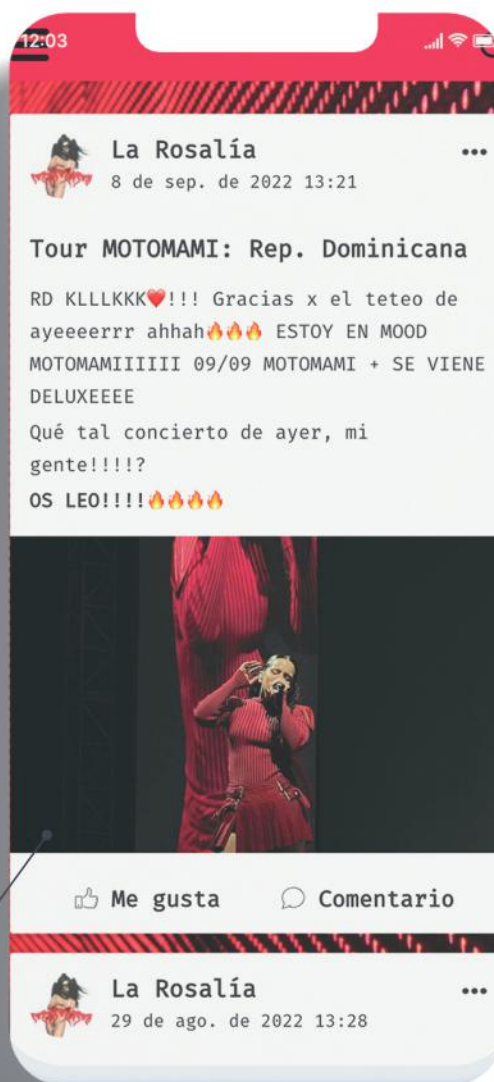 12:03
La Rosalía
8 de sep. de 2022 13:21
Tour MOTOMAMI: Rep. Dominicana
RD KLLLKKK❤️!!! Gracias x el teteo de
ayeeeerrr ahhah🔥🔥🔥 ESTOY EN MOOD
MOTOMAMIIIIII 09/09 MOTOMAMI + SE VIENE
DELUXEEEE
Qué tal concierto de ayer, mi
gente!!!!?
OS LEO!!!!🔥🔥🔥🔥
Me gusta
Comentario
La Rosalía
29 de ago. de 2022 13:28